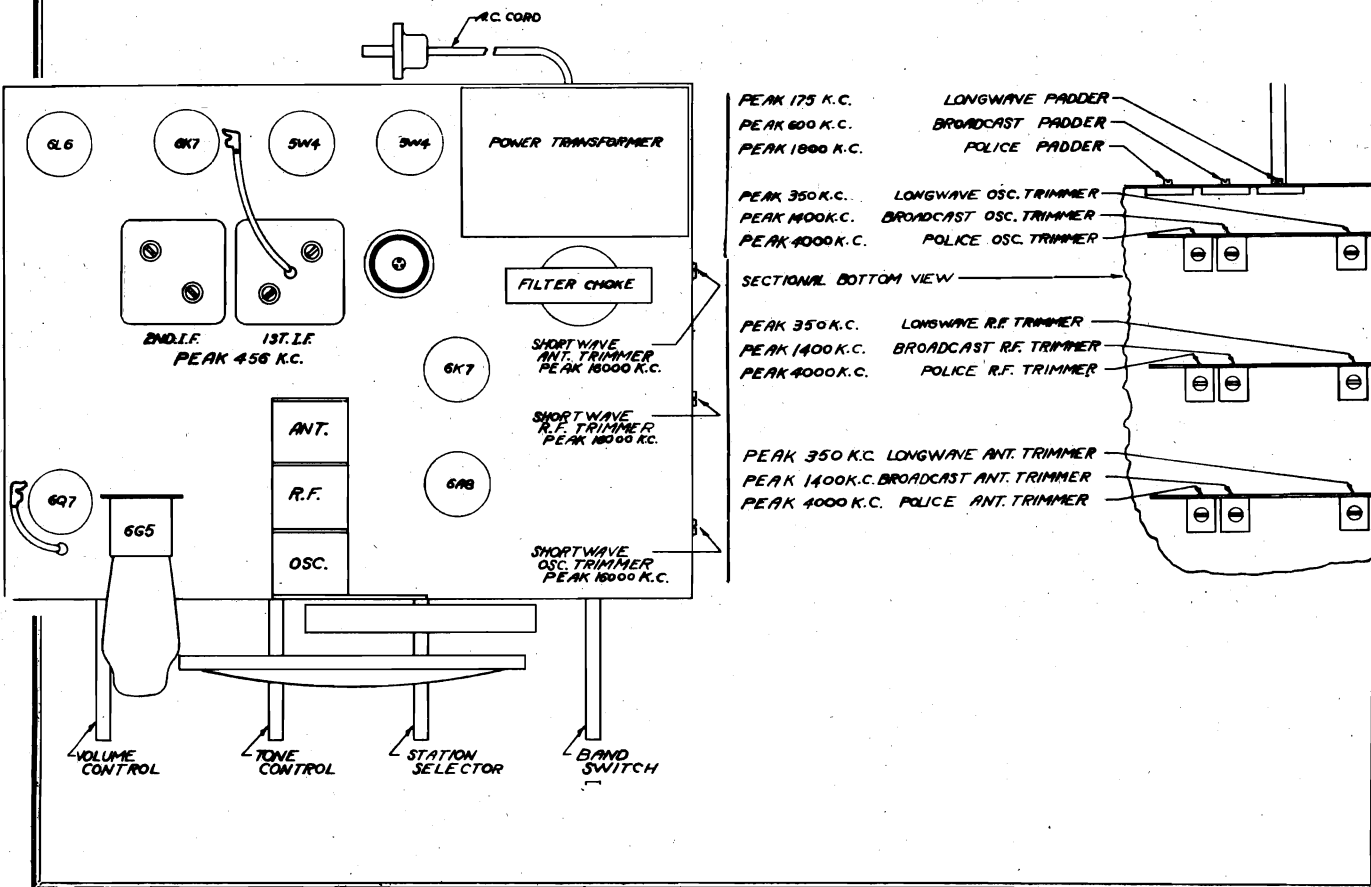 A.C. CORD
6L6
6K7
5W4
5W4
POWER TRANSFORMER
FILTER CHOKE
2ND. I.F.
1ST. I.F.
PEAK 456 K.C.
6K7
SHORTWAVE
ANT. TRIMMER
PEAK 16000 K.C.
ANT.
SHORTWAVE
R.F. TRIMMER
PEAK 16000 K.C.
R.F.
6A8
6Q7
6G5
OSC.
SHORTWAVE
OSC. TRIMMER
PEAK 16000 K.C.
VOLUME
CONTROL
TONE
CONTROL
STATION
SELECTOR
BAND
SWITCH
PEAK 175 K.C. LONGWAVE PADDER
PEAK 600 K.C. BROADCAST PADDER
PEAK 1800 K.C. POLICE PADDER
PEAK 350 K.C. LONGWAVE OSC. TRIMMER
PEAK 1400 K.C. BROADCAST OSC. TRIMMER
PEAK 4000 K.C. POLICE OSC. TRIMMER
SECTIONAL BOTTOM VIEW
PEAK 350 K.C. LONGWAVE R.F. TRIMMER
PEAK 1400 K.C. BROADCAST R.F. TRIMMER
PEAK 4000 K.C. POLICE R.F. TRIMMER
PEAK 350 K.C. LONGWAVE ANT. TRIMMER
PEAK 1400 K.C. BROADCAST ANT. TRIMMER
PEAK 4000 K.C. POLICE ANT. TRIMMER